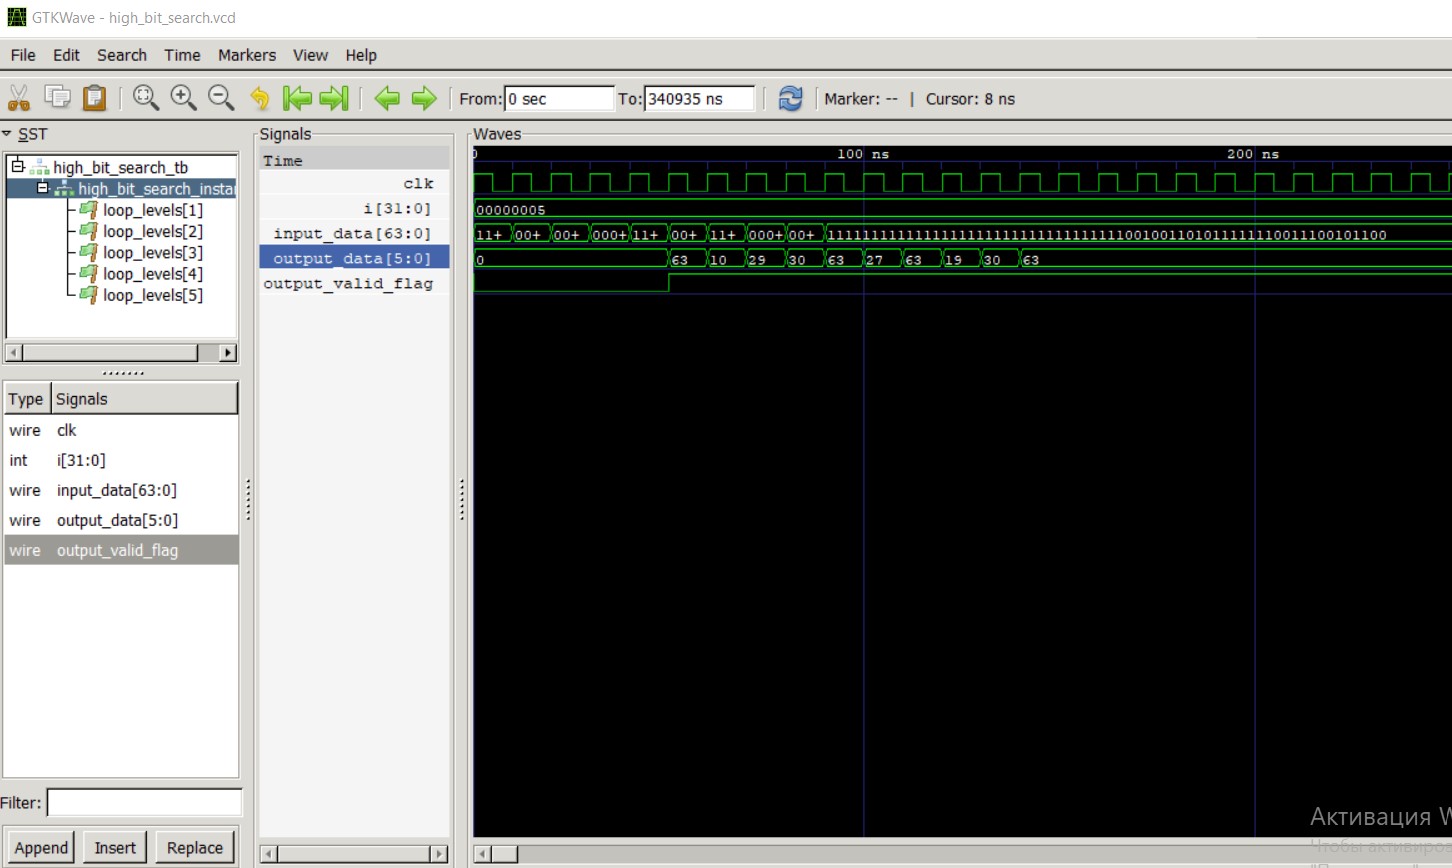 GTKWave - high_bit_search.vcd
File Edit Search Time Markers View Help
From: 0 sec To: 340935 ns Marker: -- | Cursor: 8 ns
SST
high_bit_search_tb
high_bit_search_instar
loop_levels[1]
loop_levels[2]
loop_levels[3]
loop_levels[4]
loop_levels[5]
Type Signals
wire clk
int i[31:0]
wire input_data[63:0]
wire output_data[5:0]
wire output_valid_flag
Filter:
Append Insert Replace
Signals
Time
clk
i[31:0]
input_data[63:0]
output_data[5:0]
output_valid_flag
Waves
0 100 ns 200 ns
00000005
11+ 00+ 00+ 000+ 11+ 00+ 11+ 000+ 00+
0 63 10 29 30 63 27 63 19 30 63
Активация W
Чтобы активиров